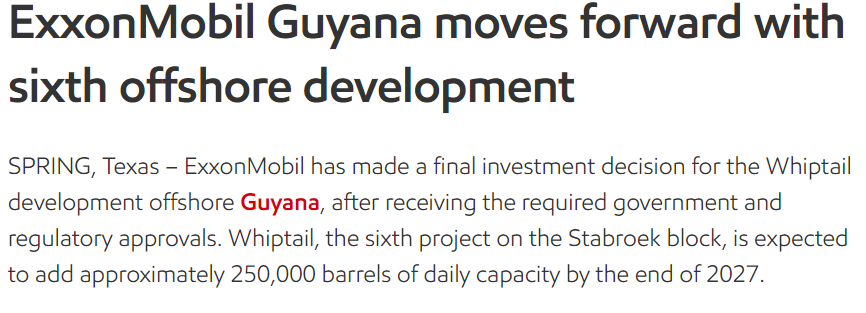 ExxonMobil Guyana moves forward with
sixth offshore development
SPRING, Texas – ExxonMobil has made a final investment decision for the Whiptail
development offshore Guyana, after receiving the required government and
regulatory approvals. Whiptail, the sixth project on the Stabroek block, is expected
to add approximately 250,000 barrels of daily capacity by the end of 2027.